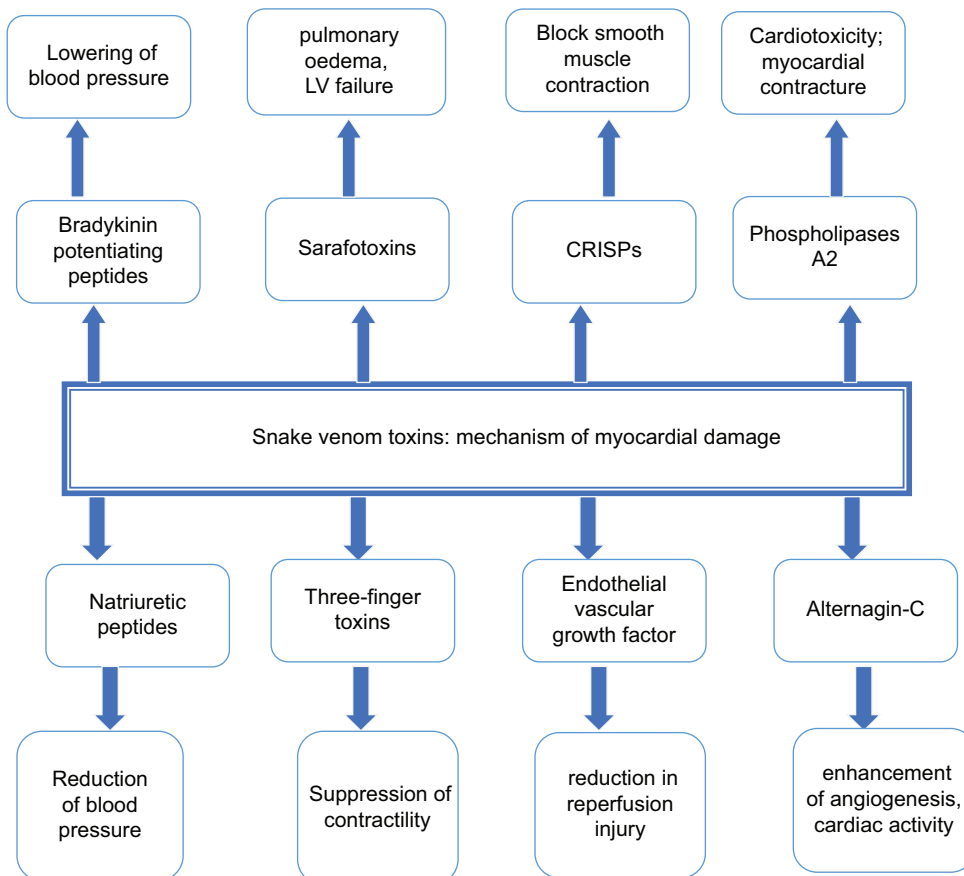 Lowering of
blood pressure
pulmonary
oedema,
LV failure
Block smooth
muscle
contraction
Cardiotoxicity;
myocardial
contracture
Bradykinin
potentiating
peptides
Sarafotoxins
CRISPs
Phospholipases
A2
Snake venom toxins: mechanism of myocardial damage
Natriuretic
peptides
Three-finger
toxins
Endothelial
vascular
growth factor
Alternagin-C
Reduction
of blood
pressure
Suppression of
contractility
reduction in
reperfusion
injury
enhancement
of angiogenesis,
cardiac activity